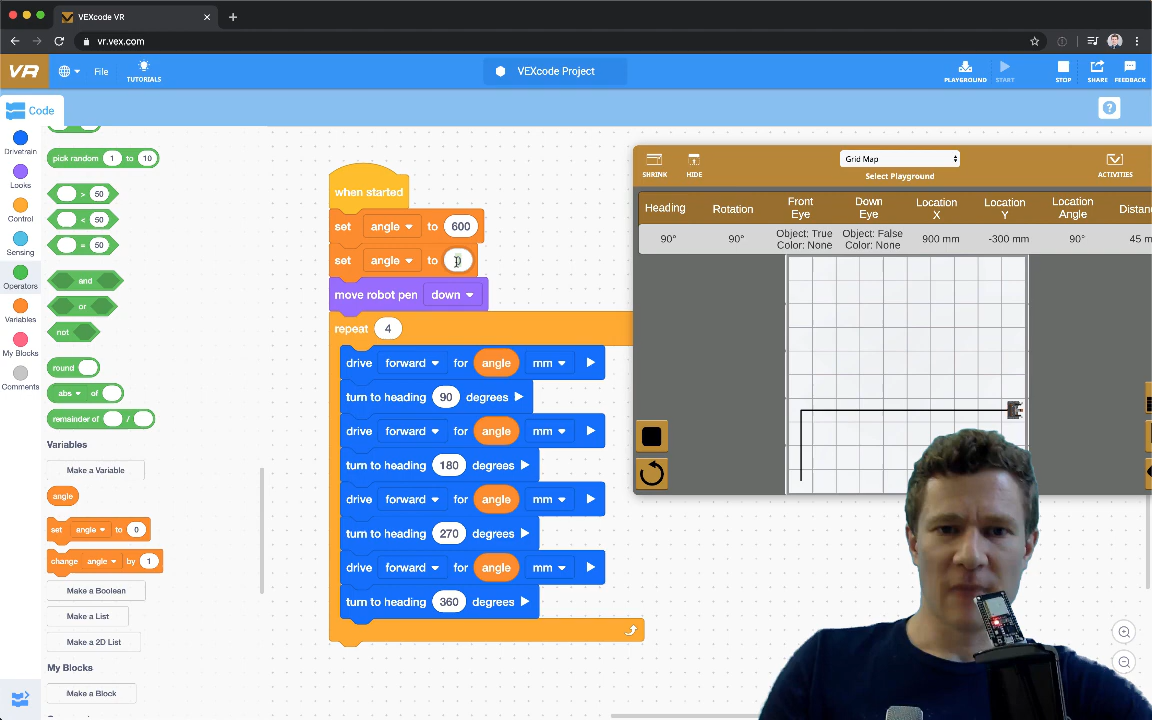 VEXcode VR
vr.vex.com
VR
File
TUTORIALS
VEXcode Project
PLAYGROUND
START
STOP
SHARE
FEEDBACK
Code
Drivetrain
Looks
Control
Sensing
Operators
Variables
My Blocks
Comments
pick random 1 to 10
> 50
< 50
= 50
and
or
not
round
abs of
remainder of /
Variables
Make a Variable
angle
set angle to 0
change angle by 1
Make a Boolean
Make a List
Make a 2D List
My Blocks
Make a Block
when started
set angle to 600
set angle to 0
move robot pen down
repeat 4
drive forward for angle mm
turn to heading 90 degrees
drive forward for angle mm
turn to heading 180 degrees
drive forward for angle mm
turn to heading 270 degrees
drive forward for angle mm
turn to heading 360 degrees
SHRINK
HIDE
Grid Map
Select Playground
ACTIVITIES
Heading
Rotation
Front Eye
Down Eye
Location X
Location Y
Location Angle
90°
90°
Object: True
Color: None
Object: False
Color: None
900 mm
-300 mm
90°
45 m